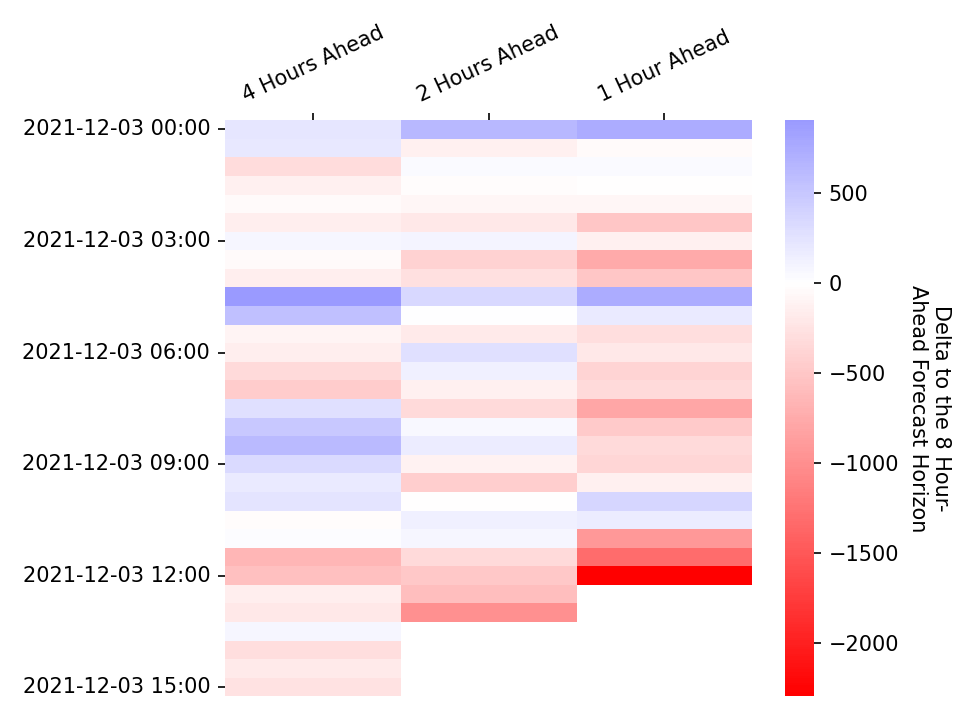 4 Hours Ahead
2 Hours Ahead
1 Hour Ahead
2021-12-03 00:00
2021-12-03 03:00
2021-12-03 06:00
2021-12-03 09:00
2021-12-03 12:00
2021-12-03 15:00
500
0
−500
−1000
−1500
−2000
Delta to the 8 Hour-
Ahead Forecast Horizon